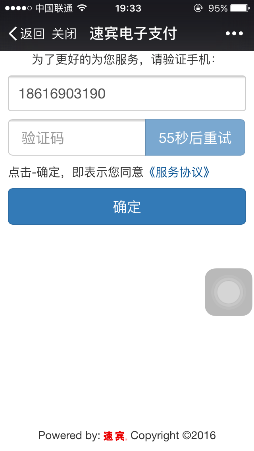 中国联通 19:33 95%
返回 关闭 速宾电子支付
为了更好的为您服务，请验证手机：
18616903190
验证码 55秒后重试
点击-确定，即表示您同意《服务协议》
确定
Powered by: 速宾 Copyright ©2016